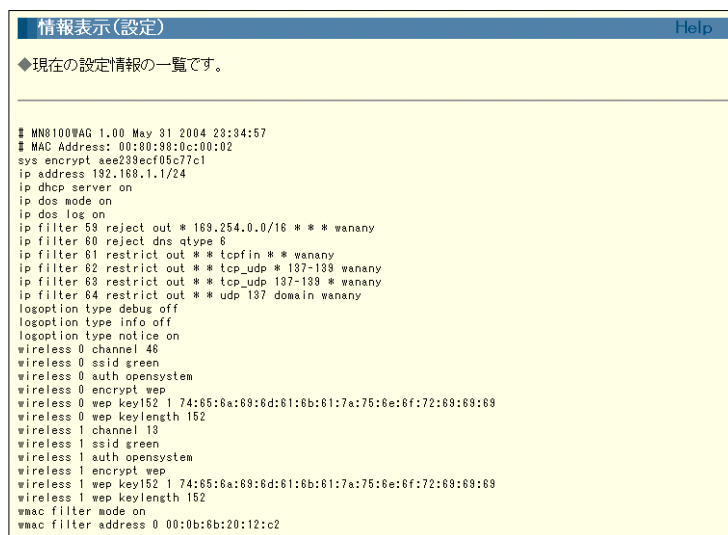 情報表示(設定)
Help
◆現在の設定情報の一覧です。
# MN8100WAG 1.00 May 31 2004 23:34:57
# MAC Address: 00:80:98:0c:00:02
sys encrypt aee239ecf05c77c1
ip address 192.168.1.1/24
ip dhcp server on
ip dos mode on
ip dos log on
ip filter 59 reject out * 169.254.0.0/16 * * * wanany
ip filter 60 reject dns qtype 6
ip filter 61 restrict out * * tcpfin * * wanany
ip filter 62 restrict out * * tcp_udp * 137-139 wanany
ip filter 63 restrict out * * tcp_udp 137-139 * wanany
ip filter 64 restrict out * * udp 137 domain wanany
logoption type debug off
logoption type info off
logoption type notice on
wireless 0 channel 46
wireless 0 ssid green
wireless 0 auth opensystem
wireless 0 encrypt wep
wireless 0 wep key152 1 74:65:6a:69:6d:61:6b:61:7a:75:6e:6f:72:69:69:69
wireless 0 wep keylength 152
wireless 1 channel 13
wireless 1 ssid green
wireless 1 auth opensystem
wireless 1 encrypt wep
wireless 1 wep key152 1 74:65:6a:69:6d:61:6b:61:7a:75:6e:6f:72:69:69:69
wireless 1 wep keylength 152
wmac filter mode on
wmac filter address 0 00:0b:6b:20:12:c2